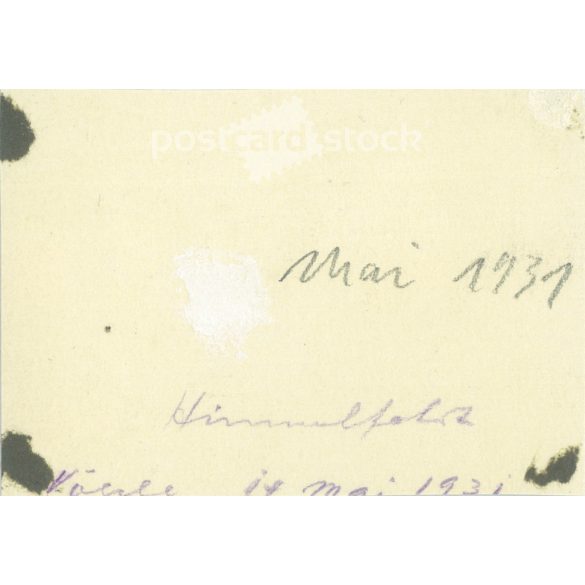 postcard stock
Mai 1931
Himmelfahrt
14 Mai 1931